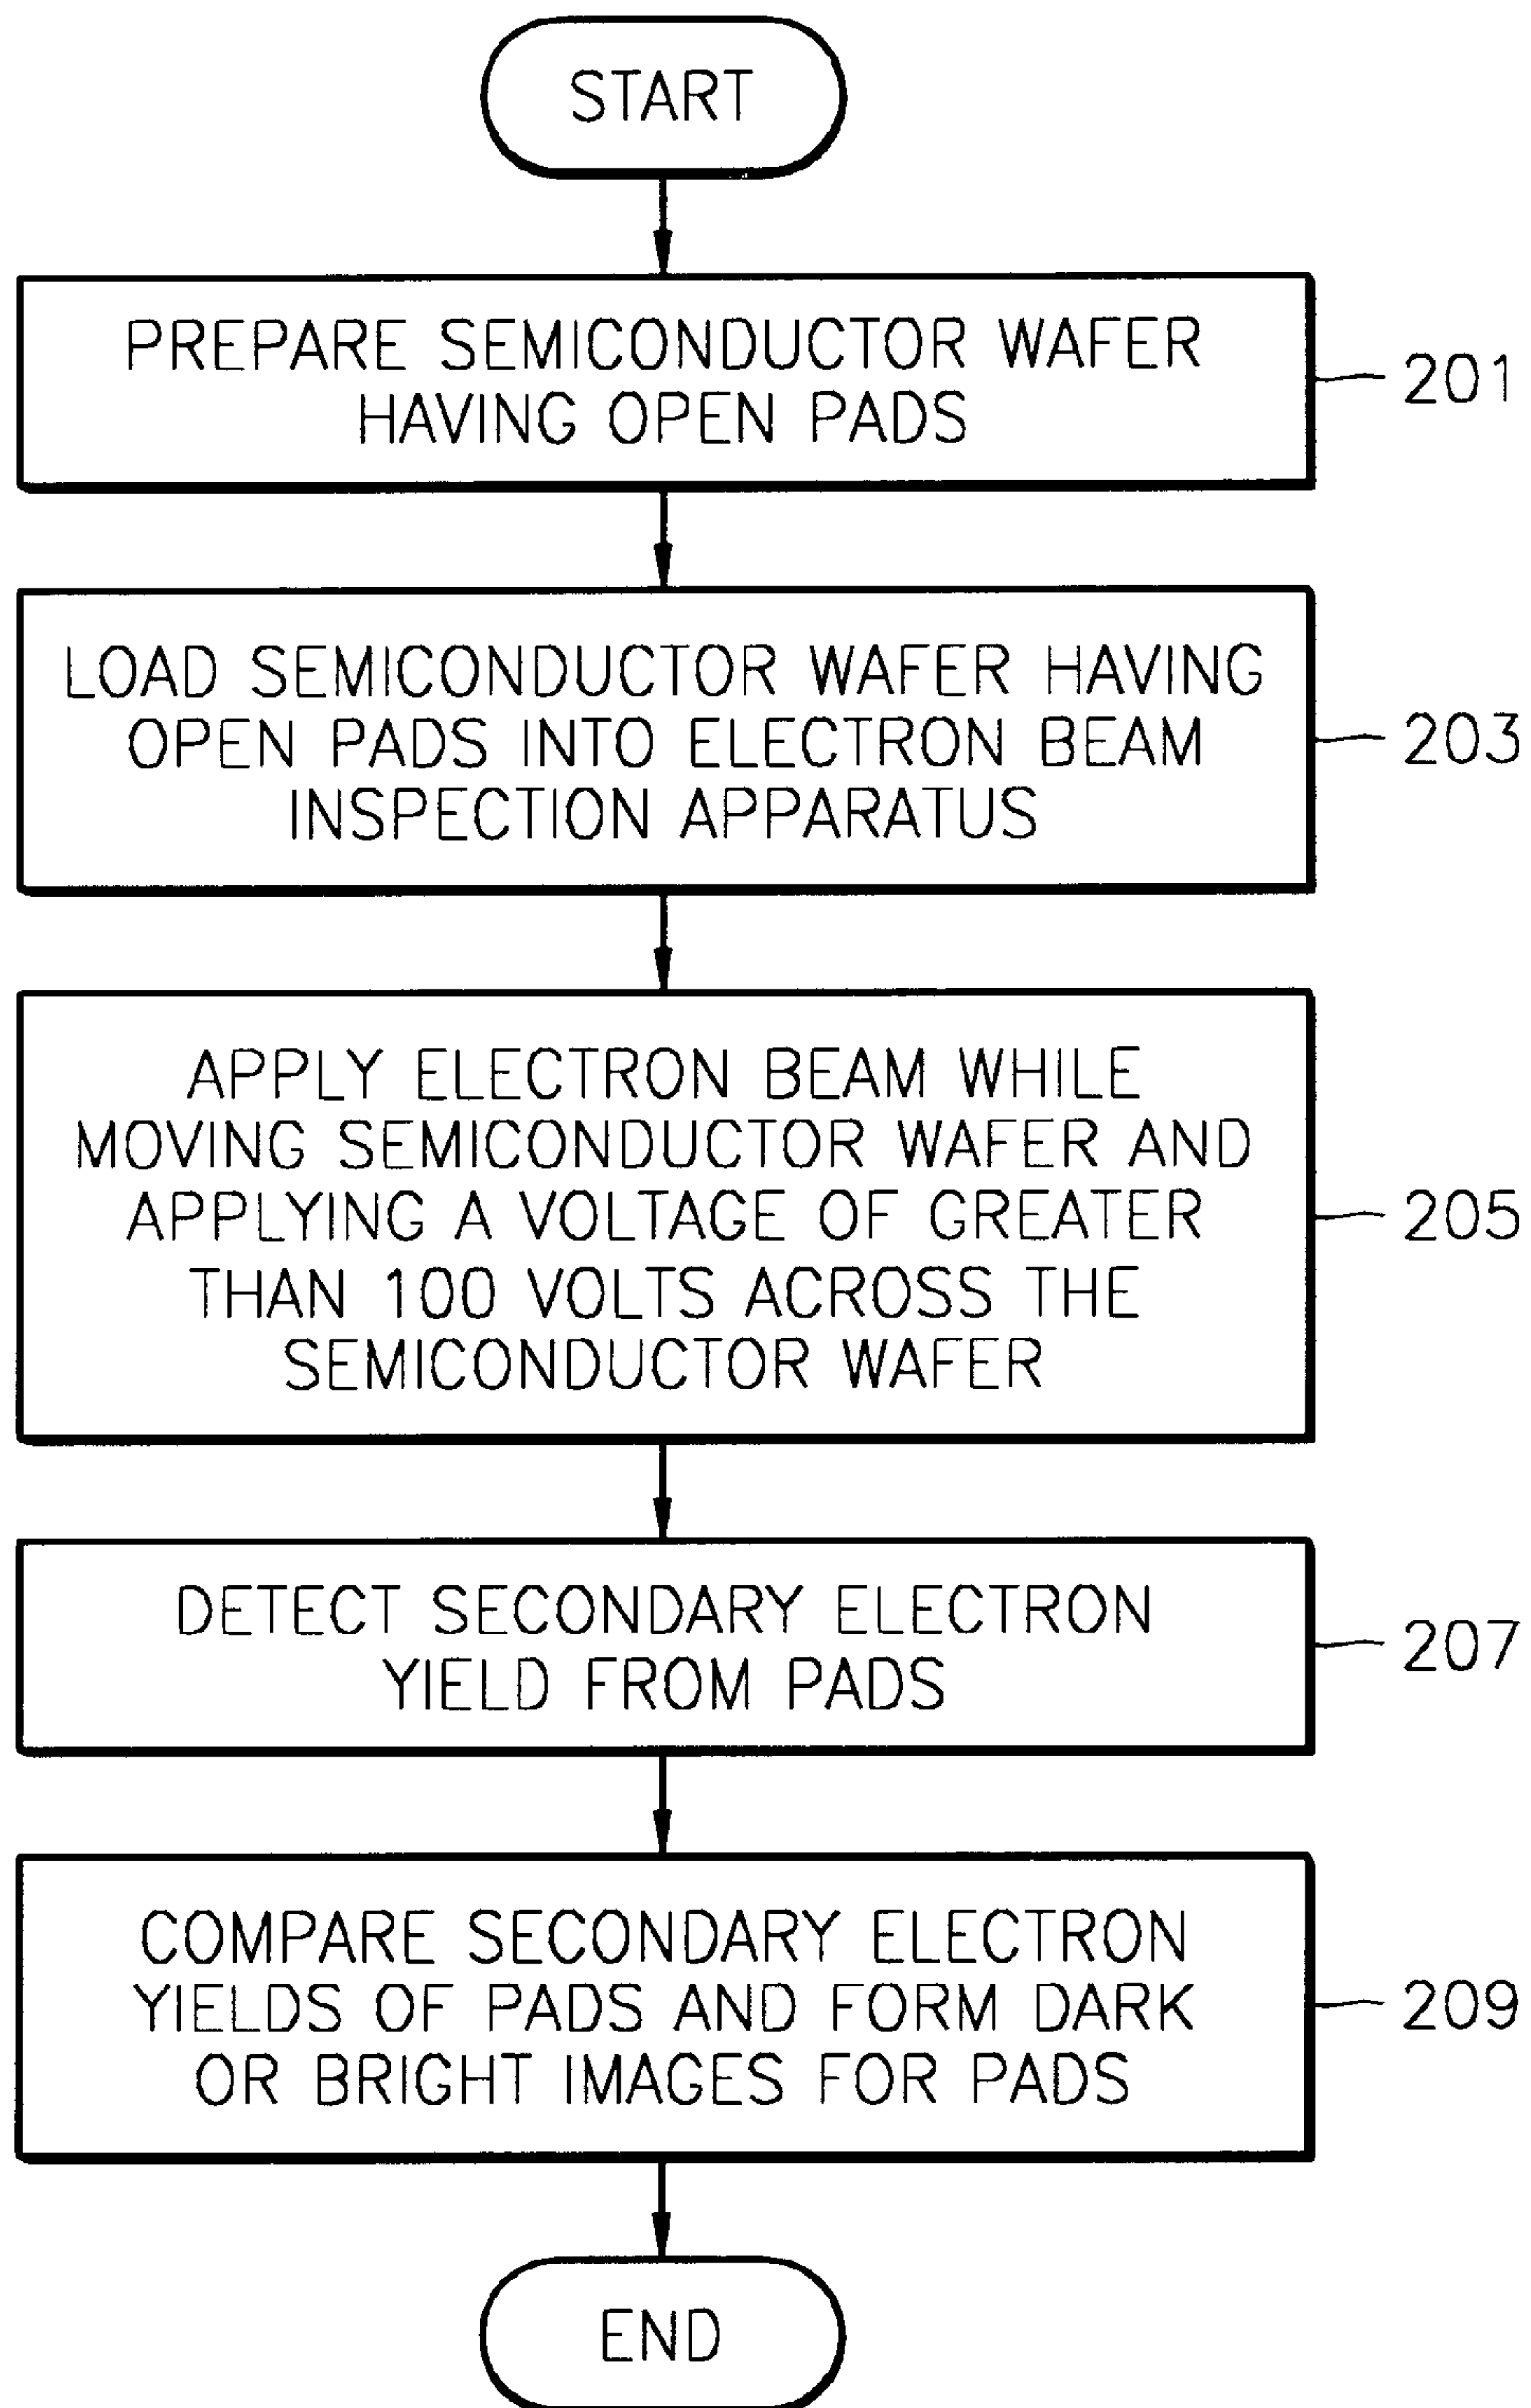 START
PREPARE SEMICONDUCTOR WAFER
HAVING OPEN PADS
201
LOAD SEMICONDUCTOR WAFER HAVING
OPEN PADS INTO ELECTRON BEAM
INSPECTION APPARATUS
203
APPLY ELECTRON BEAM WHILE
MOVING SEMICONDUCTOR WAFER AND
APPLYING A VOLTAGE OF GREATER
THAN 100 VOLTS ACROSS THE
SEMICONDUCTOR WAFER
205
DETECT SECONDARY ELECTRON
YIELD FROM PADS
207
COMPARE SECONDARY ELECTRON
YIELDS OF PADS AND FORM DARK
OR BRIGHT IMAGES FOR PADS
209
END